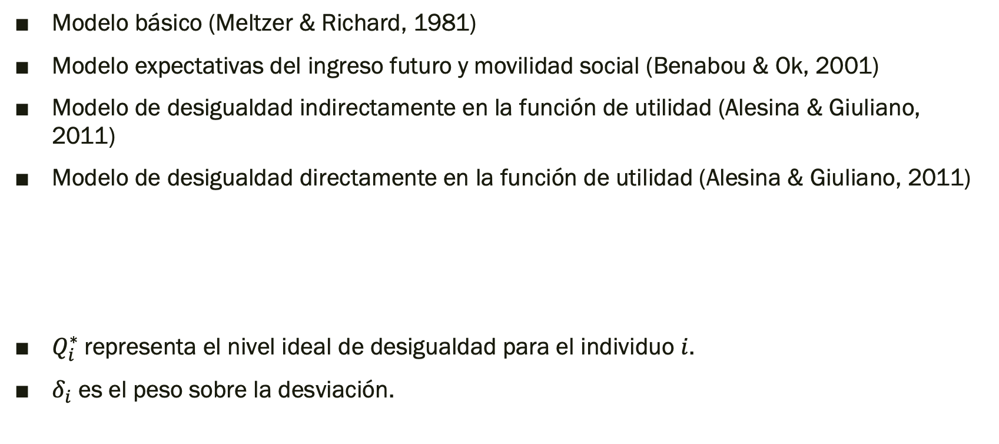 ■ Modelo básico (Meltzer & Richard, 1981)
■ Modelo expectativas del ingreso futuro y movilidad social (Benabou & Ok, 2001)
■ Modelo de desigualdad indirectamente en la función de utilidad (Alesina & Giuliano,
2011)
■ Modelo de desigualdad directamente en la función de utilidad (Alesina & Giuliano, 2011)
■ $Q_i^*$ representa el nivel ideal de desigualdad para el individuo $i$.
■ $\delta_i$ es el peso sobre la desviación.